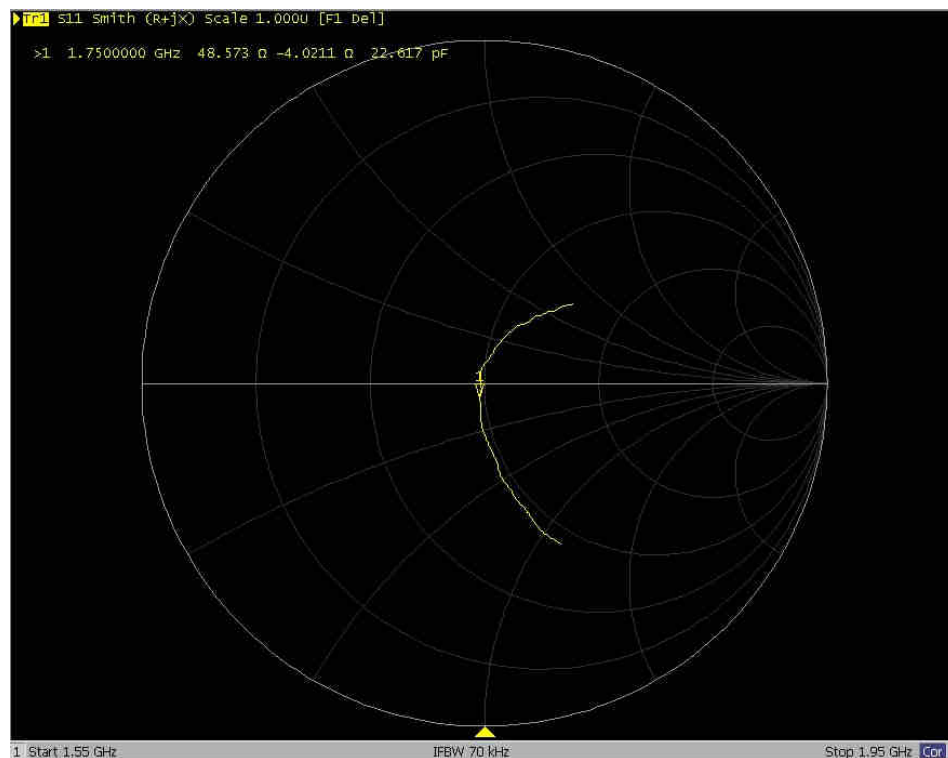 Tr1 S11 Smith (R+jX) Scale 1.000U [F1 Del]
>1 1.7500000 GHz 48.573 Ω -4.0211 Ω 22.617 pF
1
1 Start 1.55 GHz IFBW 70 kHz Stop 1.95 GHz Cor